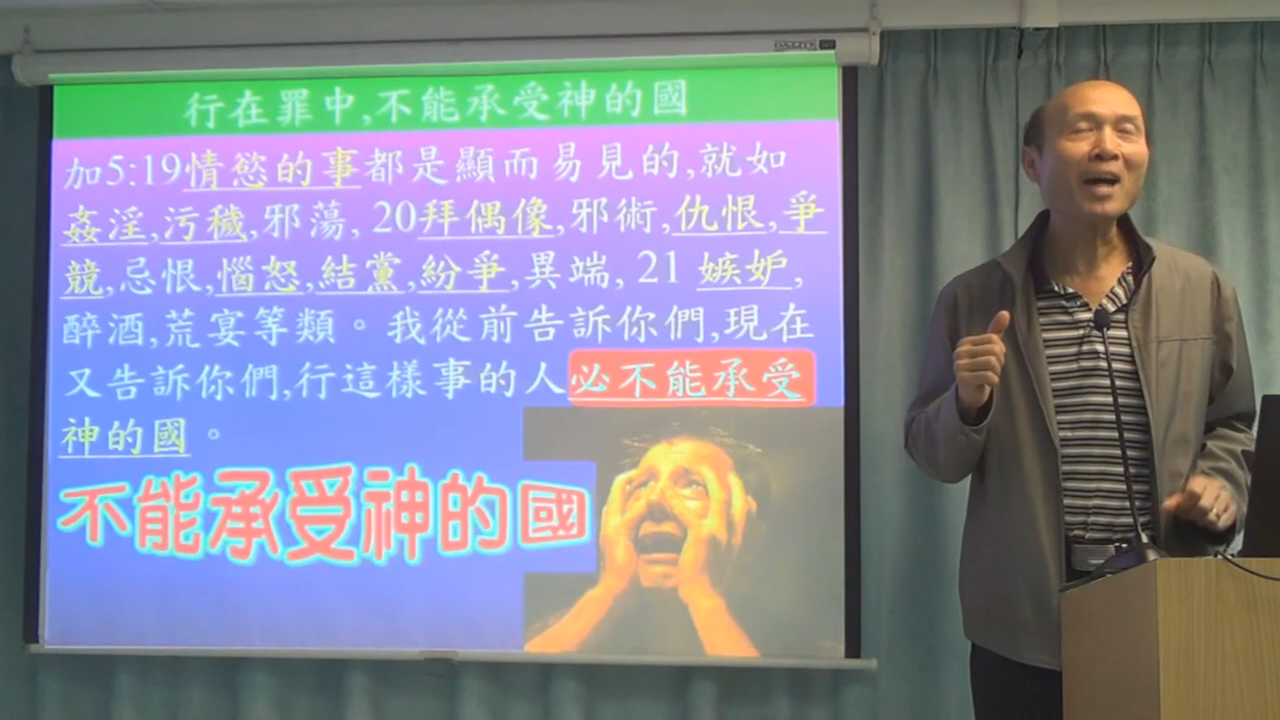 行在罪中,不能承受神的國
加5:19情慾的事都是顯而易見的,就如
姦淫,污穢,邪蕩, 20拜偶像,邪術,仇恨,爭
競,忌恨,惱怒,結黨,紛爭,異端, 21 嫉妒,
醉酒,荒宴等類。我從前告訴你們,現在
又告訴你們,行這樣事的人必不能承受
神的國。
不能承受神的國